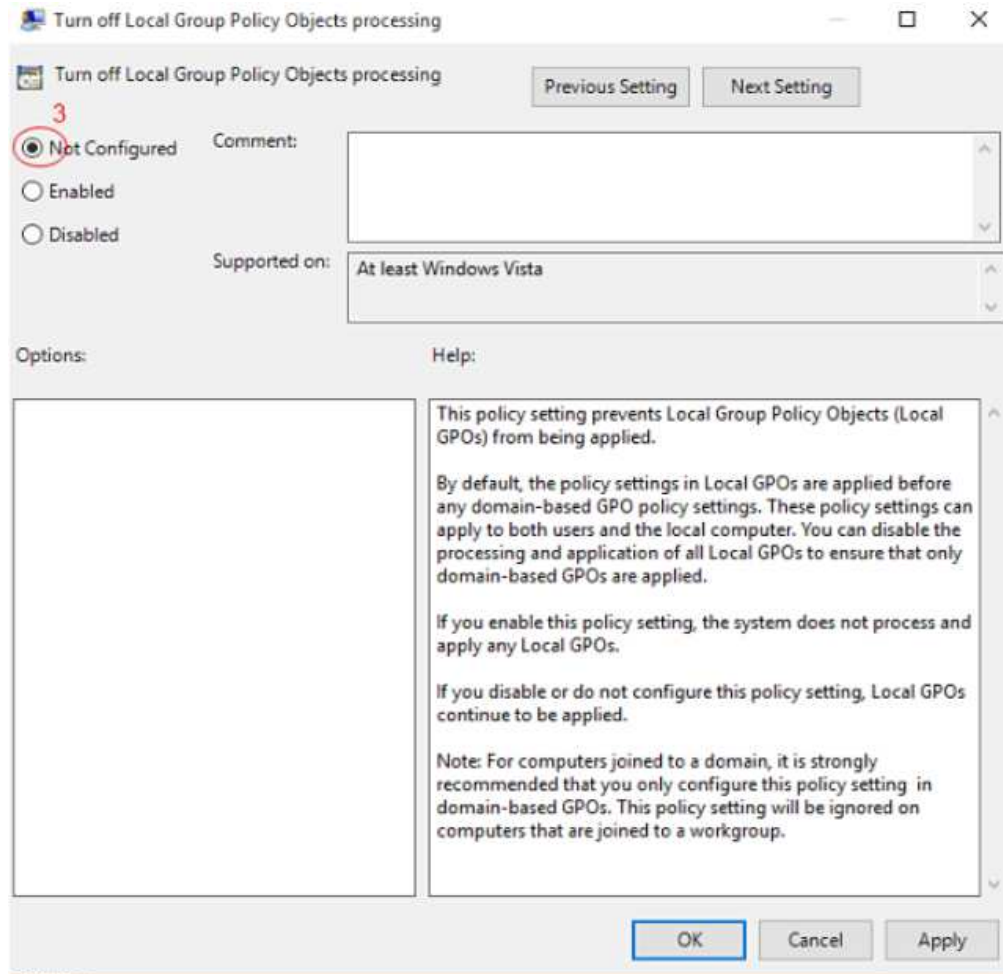 Turn off Local Group Policy Objects processing
Turn off Local Group Policy Objects processing
Previous Setting
Next Setting
3
Not Configured
Comment:
Enabled
Disabled
Supported on:
At least Windows Vista
Options:
Help:
This policy setting prevents Local Group Policy Objects (Local
GPOs) from being applied.
By default, the policy settings in Local GPOs are applied before
any domain-based GPO policy settings. These policy settings can
apply to both users and the local computer. You can disable the
processing and application of all Local GPOs to ensure that only
domain-based GPOs are applied.
If you enable this policy setting, the system does not process and
apply any Local GPOs.
If you disable or do not configure this policy setting, Local GPOs
continue to be applied.
Note: For computers joined to a domain, it is strongly
recommended that you only configure this policy setting  in
domain-based GPOs. This policy setting will be ignored on
computers that are joined to a workgroup.
OK
Cancel
Apply